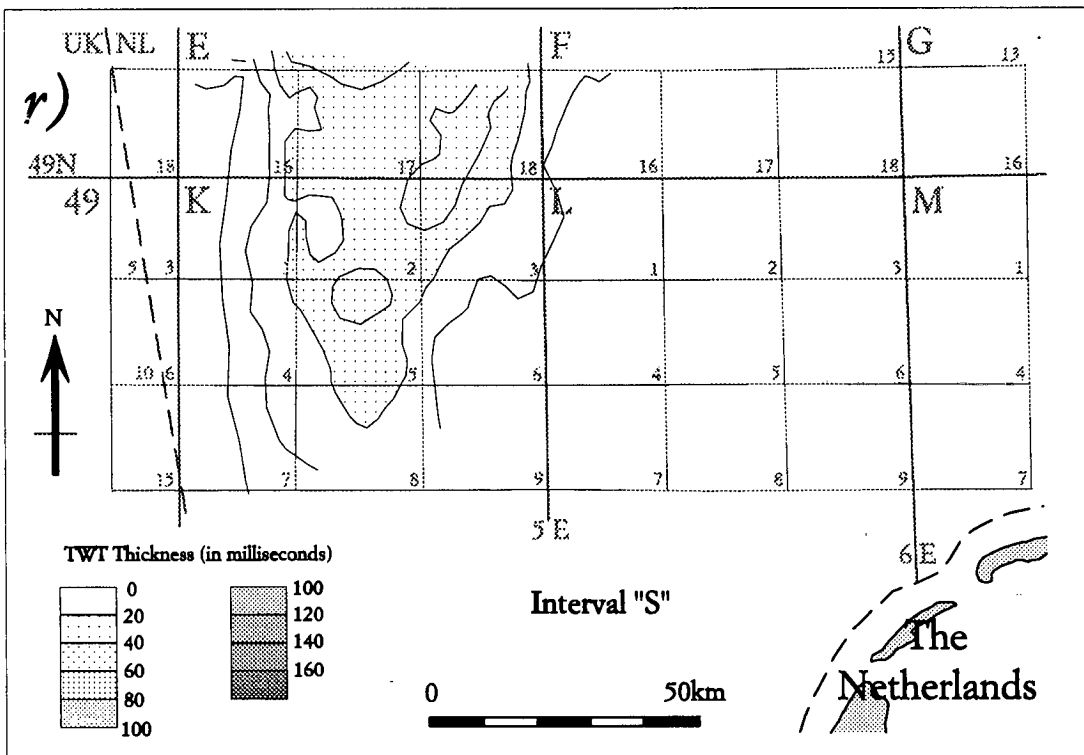 UK\NL E F G
15 13
r)
49N 18 16 17 18 16 17 18 16
49 K L M
9 3 1 2 3 1 2 3 1
N
10 6 4 5 6 4 5 6 4
15 7 8 9 7 8 9 7
5 E
6 E
TWT Thickness (in milliseconds)
0 100
20 120
40 140
60 160
80
100
Interval "S"
0 50km
The
Netherlands